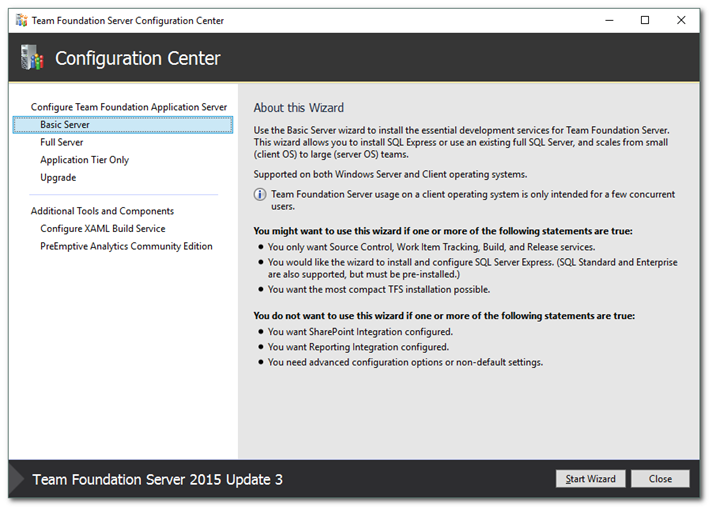 Team Foundation Server Configuration Center
Configuration Center
Configure Team Foundation Application Server
Basic Server
Full Server
Application Tier Only
Upgrade
Additional Tools and Components
Configure XAML Build Service
PreEmptive Analytics Community Edition
About this Wizard
Use the Basic Server wizard to install the essential development services for Team Foundation Server.
This wizard allows you to install SQL Express or use an existing full SQL Server, and scales from small
(client OS) to large (server OS) teams.
Supported on both Windows Server and Client operating systems.
Team Foundation Server usage on a client operating system is only intended for a few concurrent
users.
You might want to use this wizard if one or more of the following statements are true:
• You only want Source Control, Work Item Tracking, Build, and Release services.
• You would like the wizard to install and configure SQL Server Express. (SQL Standard and Enterprise
are also supported, but must be pre-installed.)
• You want the most compact TFS installation possible.
You do not want to use this wizard if one or more of the following statements are true:
• You want SharePoint Integration configured.
• You want Reporting Integration configured.
• You need advanced configuration options or non-default settings.
Team Foundation Server 2015 Update 3
Start Wizard
Close